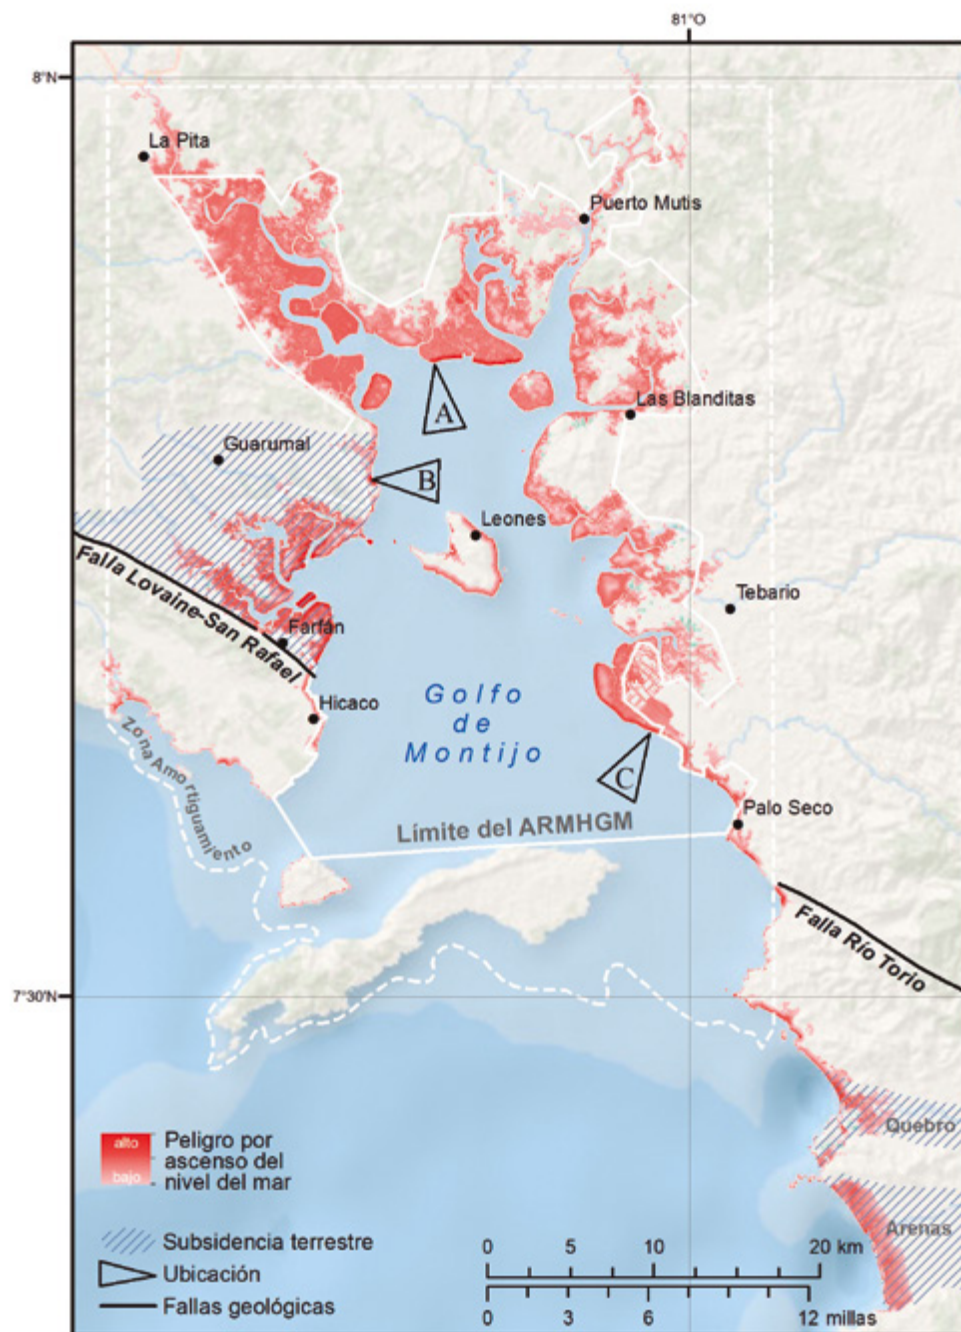 81°O
8°N
La Pita
Puerto Mutis
A
Las Blanditas
Guarumal
B
Leones
Falla Lovaine-San Rafael
Farfán
Tebario
Hicaco
Golfo
de
Montijo
Zona Amortiguamiento
C
Límite del ARMHGM
Palo Seco
Falla Río Torio
7°30'N
Quebro
Arenas
alto
bajo
Peligro por
ascenso del
nivel del mar
Subsidencia terrestre
Ubicación
Fallas geológicas
0 5 10 20 km
0 3 6 12 millas